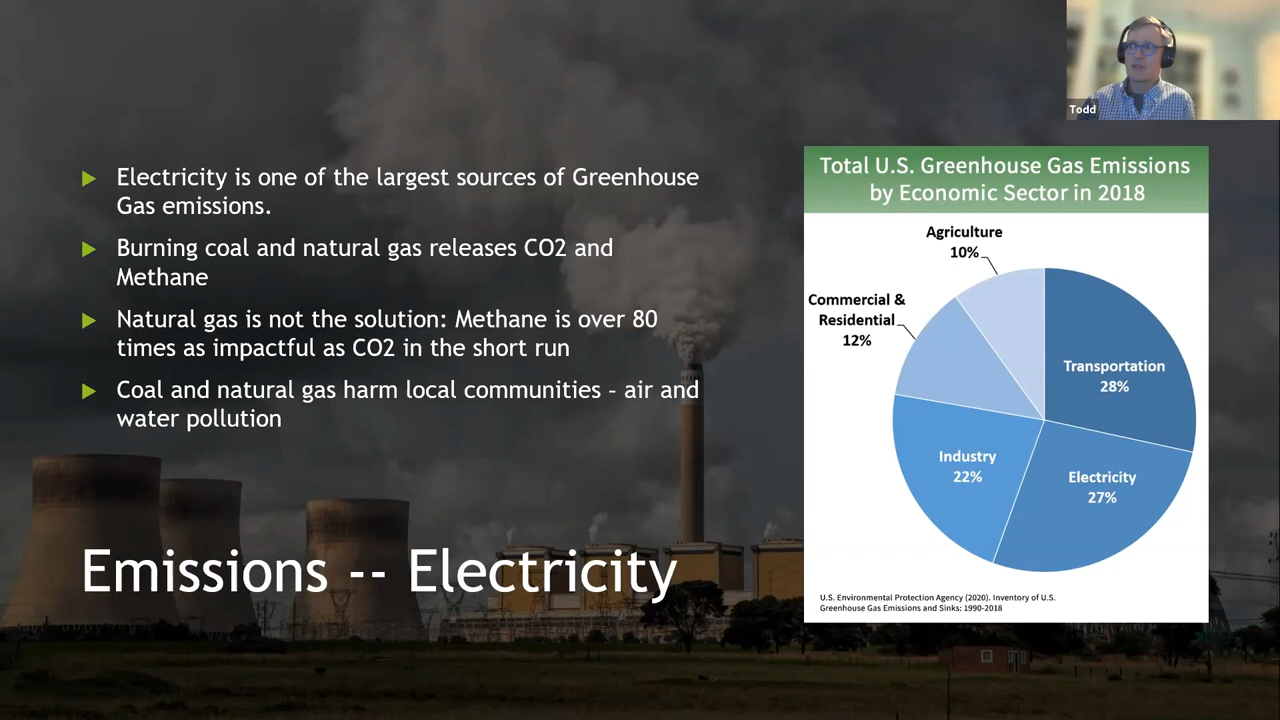 Todd
Electricity is one of the largest sources of Greenhouse
Gas emissions.
Burning coal and natural gas releases CO2 and
Methane
Natural gas is not the solution: Methane is over 80
times as impactful as CO2 in the short run
Coal and natural gas harm local communities – air and
water pollution
Emissions -- Electricity
Total U.S. Greenhouse Gas Emissions
by Economic Sector in 2018
Agriculture
10%
Commercial &
Residential
12%
Transportation
28%
Industry
22%
Electricity
27%
U.S. Environmental Protection Agency (2020). Inventory of U.S.
Greenhouse Gas Emissions and Sinks: 1990-2018